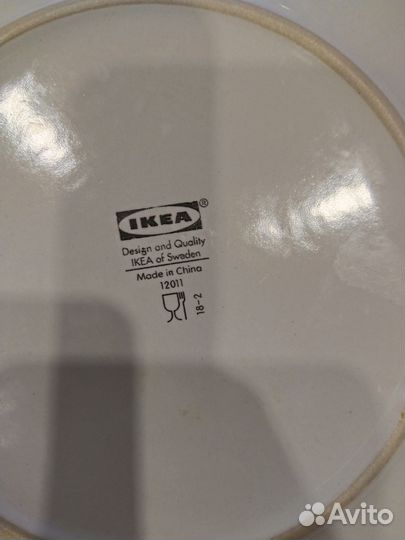 IKEA®
Design and Quality
IKEA of Sweden
Made in China
12011
18-2
Avito